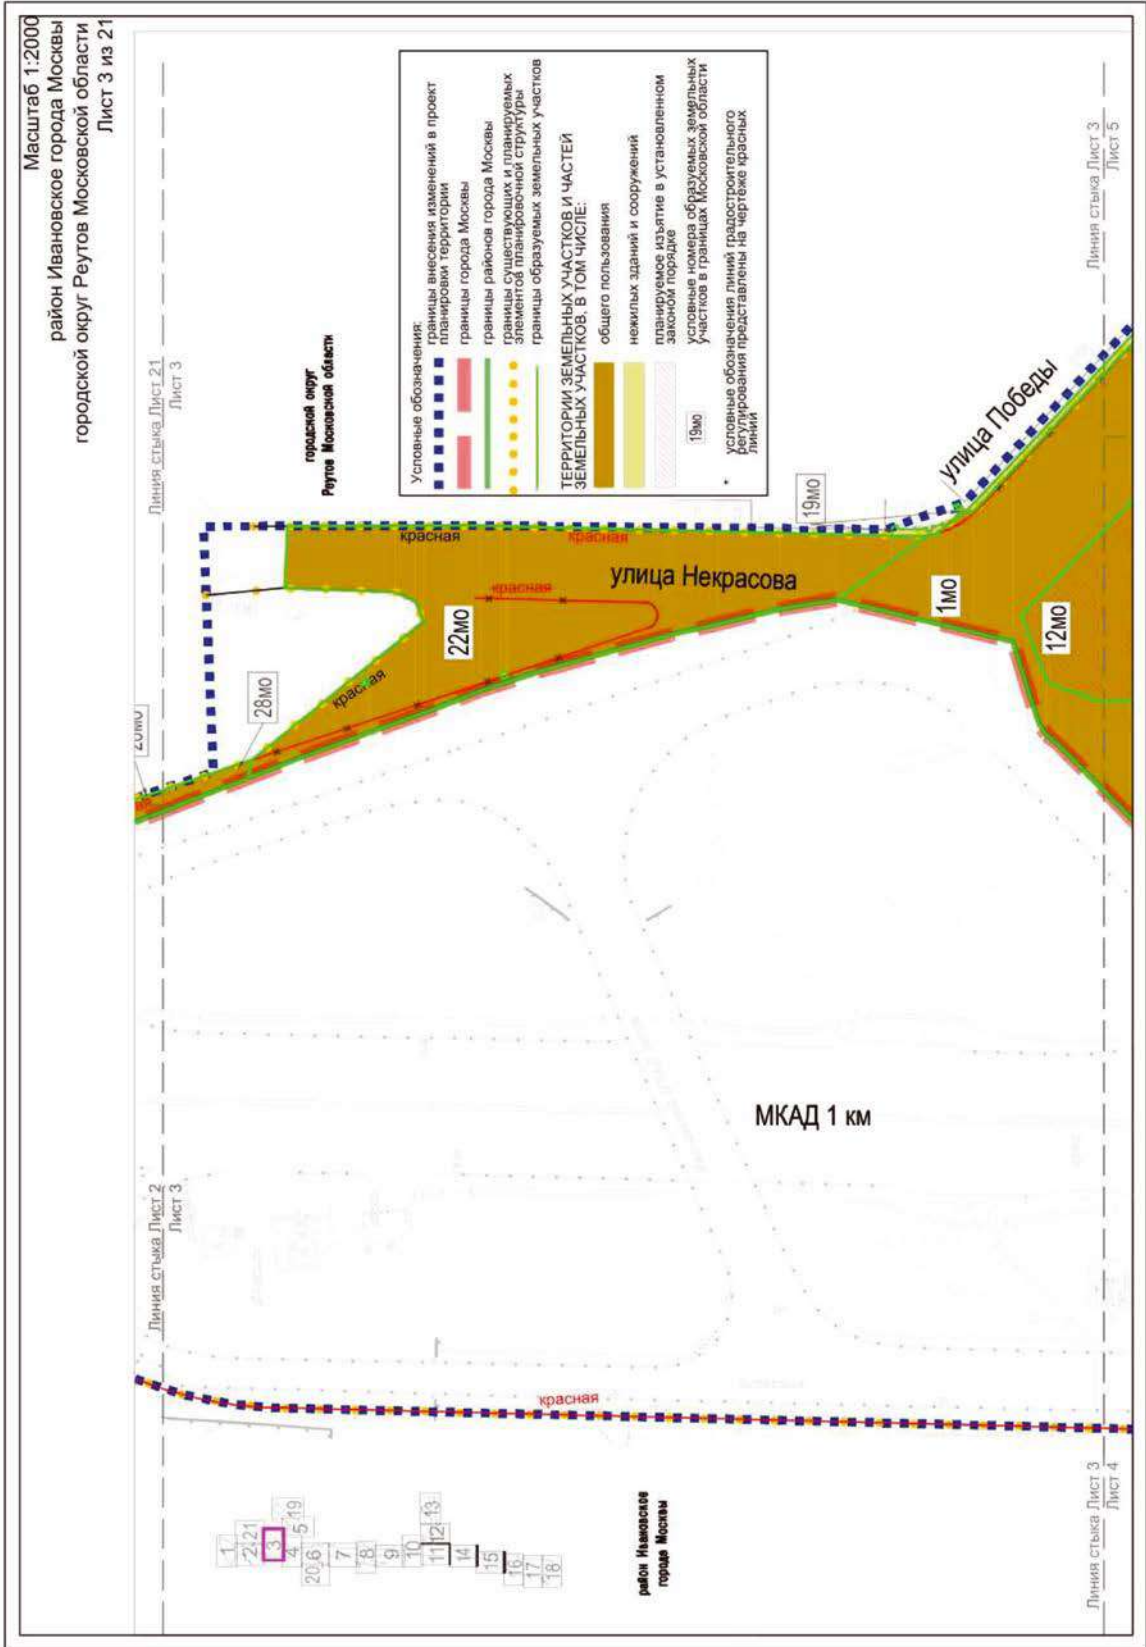 Масштаб 1:2000
район Ивановское города Москвы
городской округ Реутов Московской области
Лист 3 из 21
Линия стыка Лист 2
Лист 3
Линия стыка Лист 21
Лист 3
городской округ
Реутов Московской области
Условные обозначения:
границы внесения изменений в проект
планировки территории
границы города Москвы
границы районов города Москвы
границы существующих и планируемых
элементов планировочной структуры
границы образуемых земельных участков
ТЕРРИТОРИИ ЗЕМЕЛЬНЫХ УЧАСТКОВ И ЧАСТЕЙ
ЗЕМЕЛЬНЫХ УЧАСТКОВ, В ТОМ ЧИСЛЕ:
общего пользования
нежилых зданий и сооружений
планируемое изъятие в установленном
законом порядке
19мо
условные номера образуемых земельных
участков в границах Московской области
*
условные обозначения линий градостроительного
регулирования представлены на чертеже красных
линий
28мо
красная
22мо
красная
красная
красная
улица Некрасова
19мо
улица Победы
1мо
12мо
МКАД 1 км
красная
район Ивановское
города Москвы
1
2
21
3
19
4
5
20
6
7
8
9
10
11
12
13
14
15
16
17
18
Линия стыка Лист 3
Лист 4
Линия стыка Лист 3
Лист 5